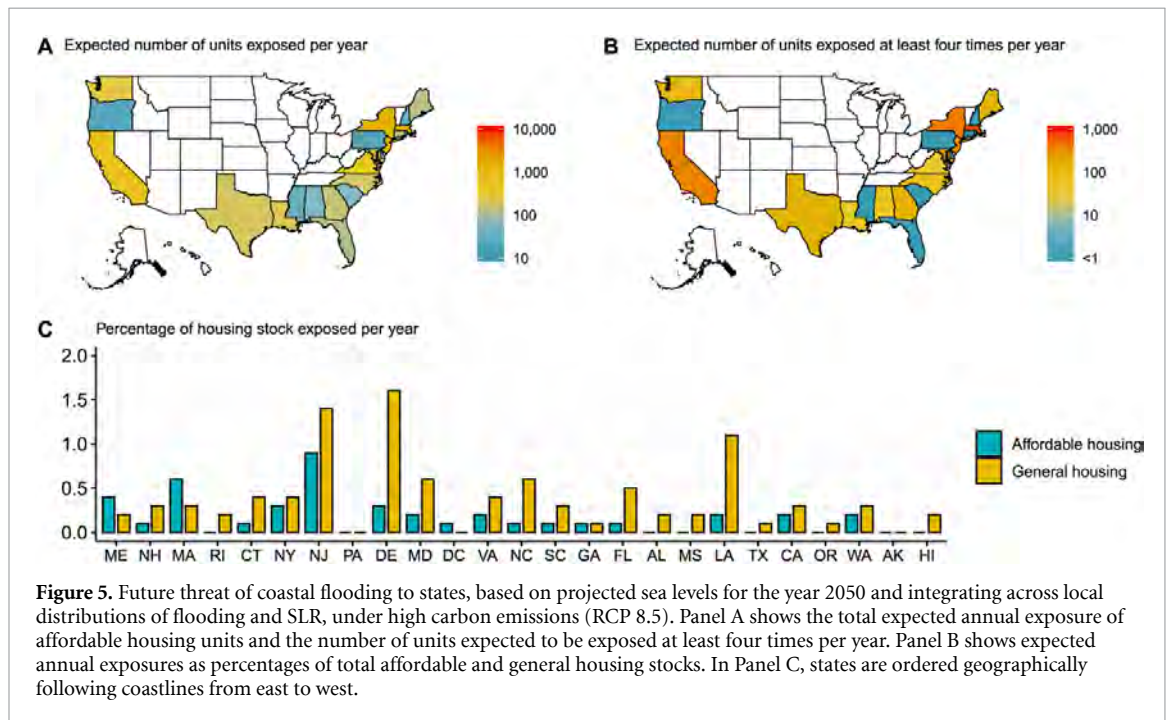 A Expected number of units exposed per year
B Expected number of units exposed at least four times per year
10,000
1,000
100
10
1,000
100
10
<1
C Percentage of housing stock exposed per year
2.0
1.5
1.0
0.5
0.0
Affordable housing
General housing
ME NH MA RI CT NY NJ PA DE MD DC VA NC SC GA FL AL MS LA TX CA OR WA AK HI
Figure 5. Future threat of coastal flooding to states, based on projected sea levels for the year 2050 and integrating across local
distributions of flooding and SLR, under high carbon emissions (RCP 8.5). Panel A shows the total expected annual exposure of
affordable housing units and the number of units expected to be exposed at least four times per year. Panel B shows expected
annual exposures as percentages of total affordable and general housing stocks. In Panel C, states are ordered geographically
following coastlines from east to west.